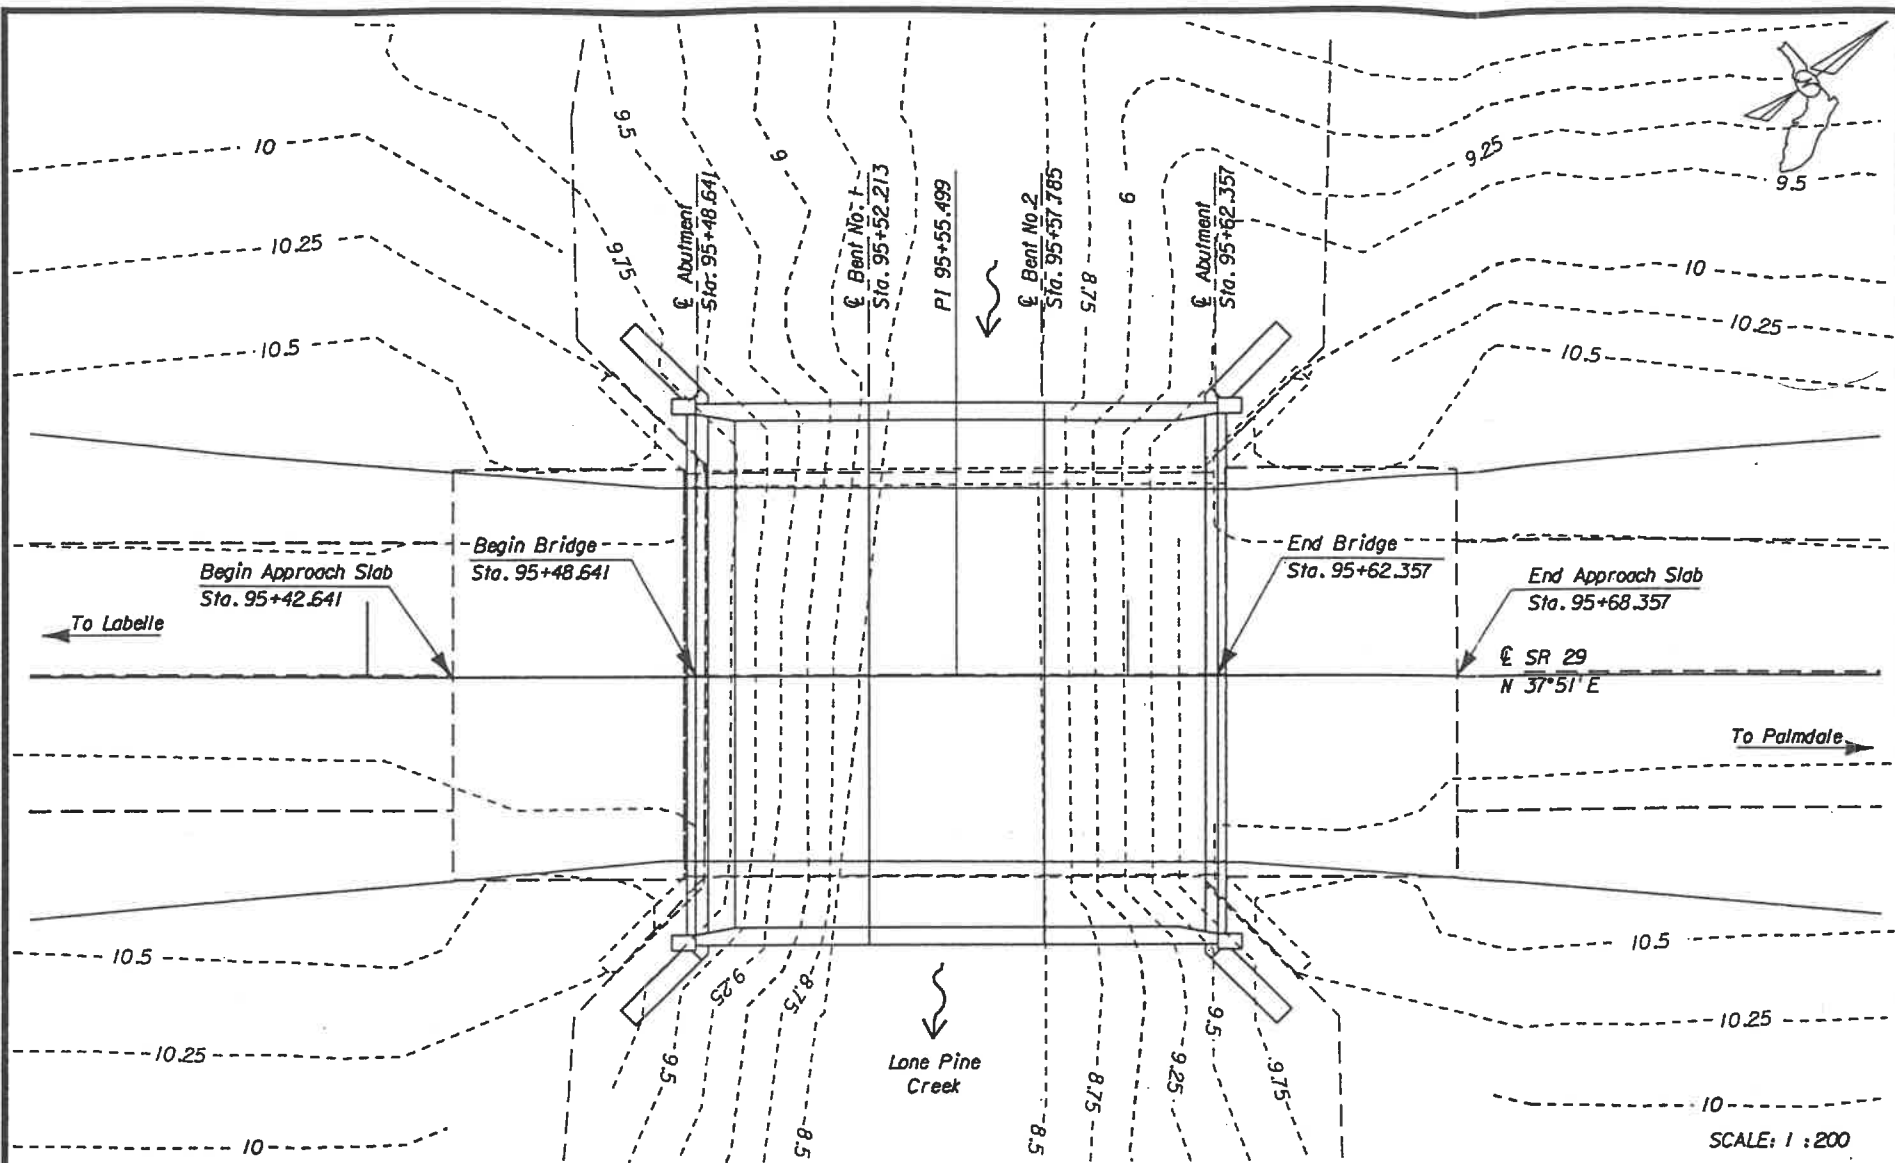 10
9.5
9
9.25
9.5
10.25
9.75
℄ Abutment
Sta. 95+48.641
℄ Bent No. 1
Sta. 95+52.213
PI 95+55.499
℄ Bent No.2
Sta. 95+57.785
8.75
9
℄ Abutment
Sta. 95+62.357
10
10.25
10.5
10.5
Begin Approach Slab
Sta. 95+42.641
Begin Bridge
Sta. 95+48.641
End Bridge
Sta. 95+62.357
End Approach Slab
Sta. 95+68.357
To Labelle
℄ SR 29
N 37°51' E
To Palmdale
10.5
9.25
8.75
10.5
10.25
9.5
Lone Pine
Creek
8.75
9.25
9.5
9.75
10.25
10
8.5
8.5
10
SCALE: 1 : 200